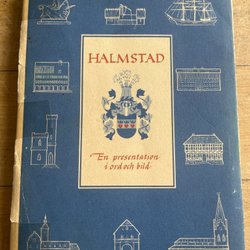 HALMSTAD
En presentation
i ord och bild